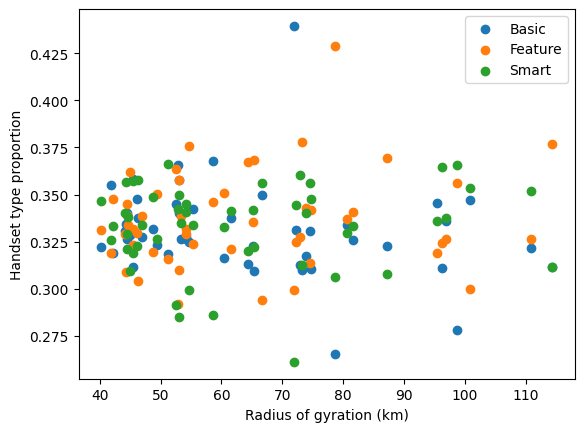 Basic
Feature
Smart
0.425
0.400
0.375
0.350
0.325
0.300
0.275
Handset type proportion
40 50 60 70 80 90 100 110
Radius of gyration (km)